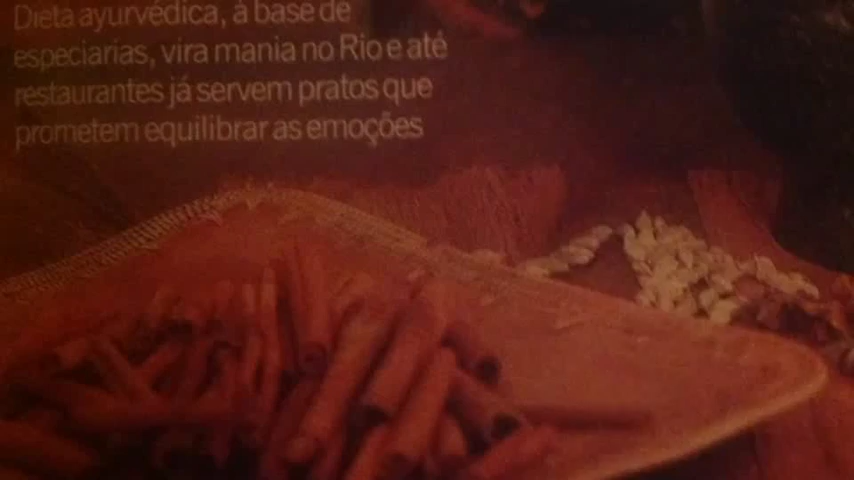 Dieta ayurvédica, à base de
especiarias, vira mania no Rio e até
restaurantes já servem pratos que
prometem equilibrar as emoções